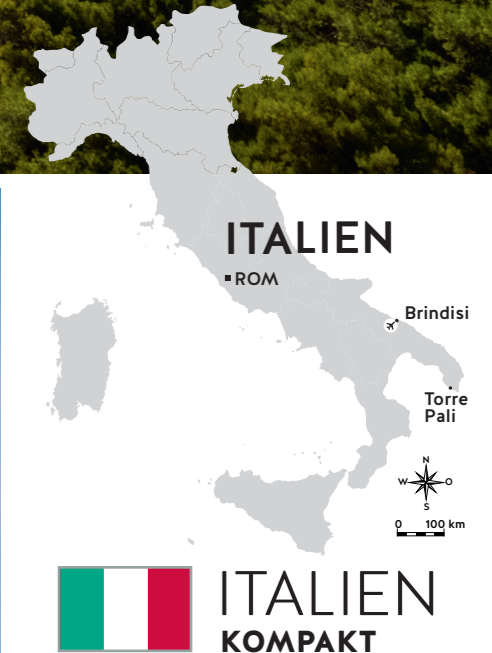 ITALIEN
ROM
Brindisi
Torre
Pali
N
W O
S
0 100 km
ITALIEN
KOMPAKT